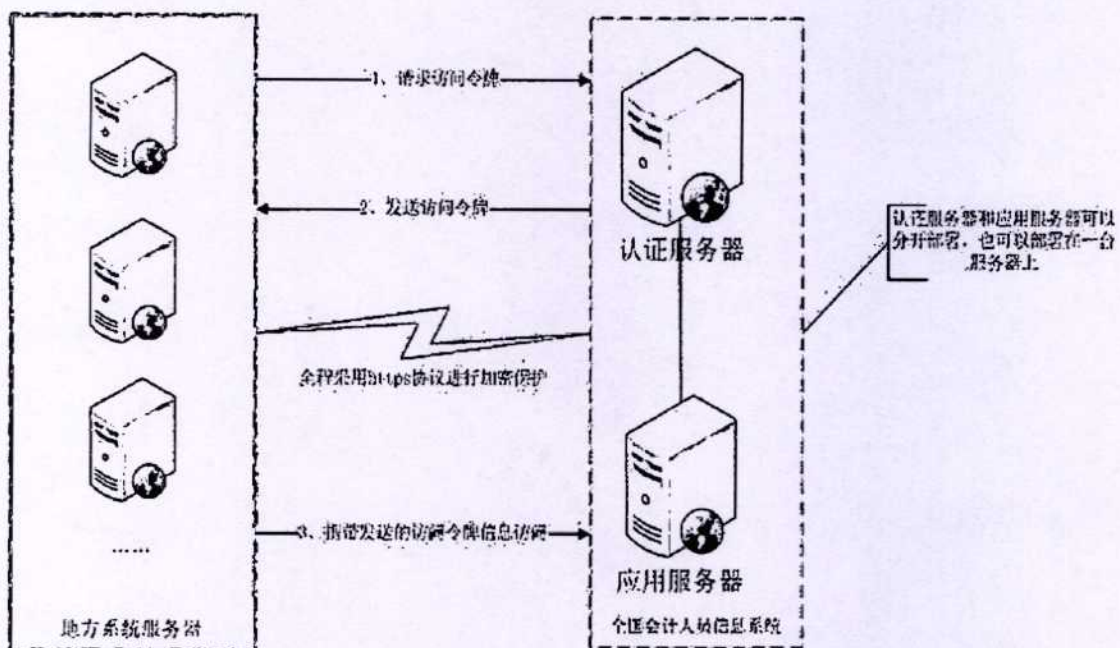 1、请求访问令牌
2、发送访问令牌
认证服务器
认证服务器和应用服务器可以
分开部署，也可以部署在一台
服务器上
全程采用https协议进行加密保护
3、携带发送的访问令牌信息访问
……
应用服务器
地方系统服务器
全国会计人员信息系统